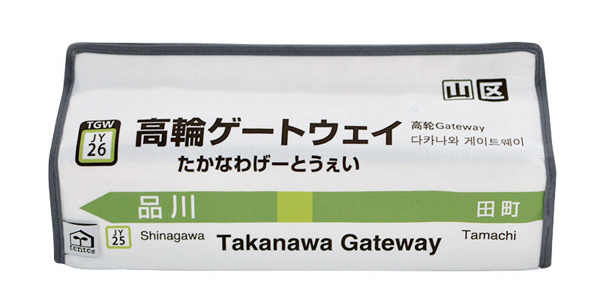 山区
TGW
JY
26
高輪ゲートウェイ
高轮Gateway
다카나와 게이트웨이
たかなわげーとうぇい
品川
田町
tentes
JY
25
Shinagawa
Takanawa Gateway
Tamachi